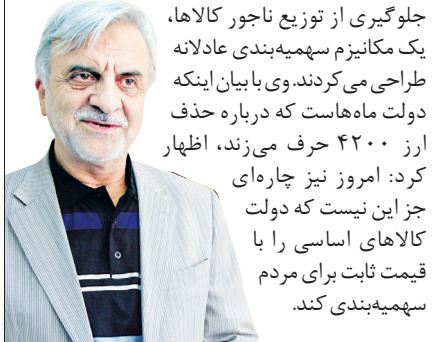 جلوگیری از توزیع ناجور کالاها،
یک مکانیزم سهمیه‌بندی عادلانه
طراحی می‌کردند. وی با بیان اینکه
دولت ماه‌هاست که درباره حذف
ارز ۴۲۰۰ حرف می‌زند، اظهار
کرد: امروز نیز چاره‌ای
جز این نیست که دولت
کالاهای اساسی را با
قیمت ثابت برای مردم
سهمیه‌بندی کند.